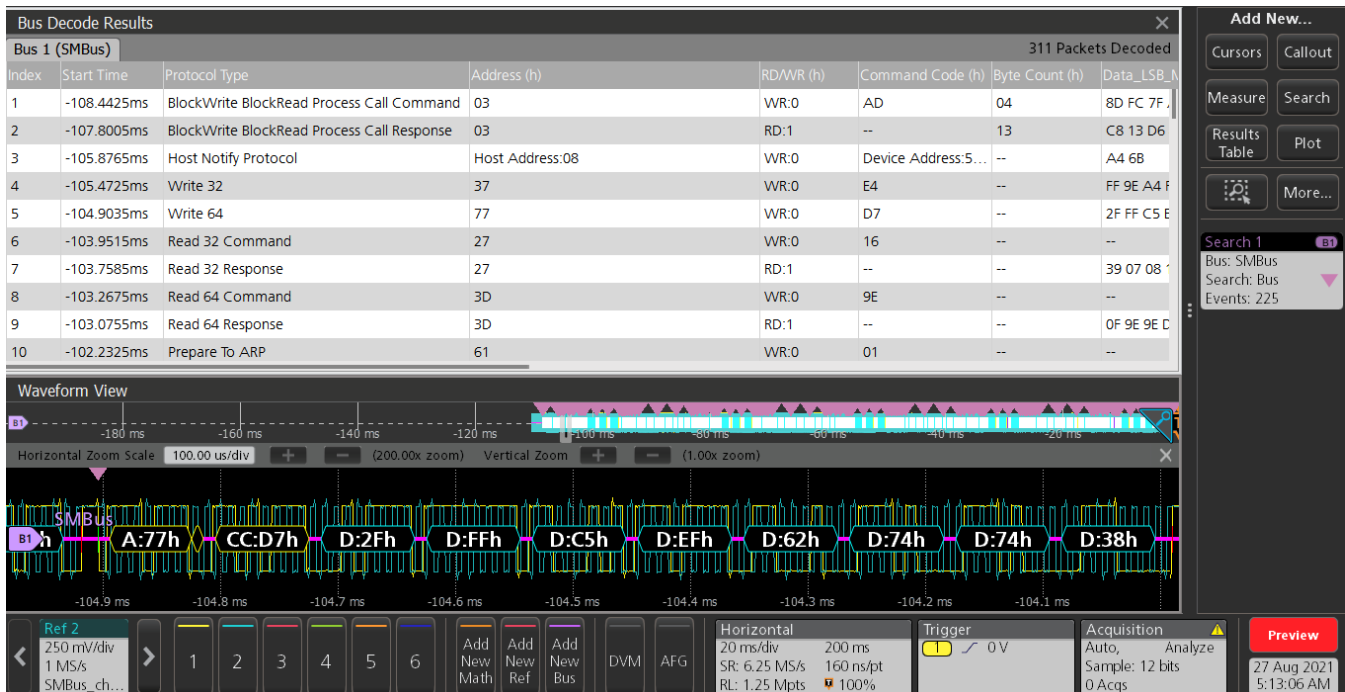 Bus Decode Results
Bus 1 (SMBus) 311 Packets Decoded
Index Start Time Protocol Type Address (h) RD/WR (h) Command Code (h) Byte Count (h) Data_LSB_
1 -108.4425ms BlockWrite BlockRead Process Call Command 03 WR:0 AD 04 8D FC 7F
2 -107.8005ms BlockWrite BlockRead Process Call Response 03 RD:1 -- 13 C8 13 D6
3 -105.8765ms Host Notify Protocol Host Address:08 WR:0 Device Address:5... -- A4 6B
4 -105.4725ms Write 32 37 WR:0 E4 -- FF 9E A4
5 -104.9035ms Write 64 77 WR:0 D7 -- 2F FF C5
6 -103.9515ms Read 32 Command 27 WR:0 16 -- --
7 -103.7585ms Read 32 Response 27 RD:1 -- -- 39 07 08
8 -103.2675ms Read 64 Command 3D WR:0 9E -- --
9 -103.0755ms Read 64 Response 3D RD:1 -- -- 0F 9E 9E
10 -102.2325ms Prepare To ARP 61 WR:0 01 -- --
Waveform View
B1
-180 ms -160 ms -140 ms -120 ms -100 ms -80 ms -60 ms -40 ms -20 ms
Horizontal Zoom Scale 100.00 us/div + — (200.00x zoom) Vertical Zoom + — (1.00x zoom)
SMBus
B1 h A:77h CC:D7h D:2Fh D:FFh D:C5h D:EFh D:62h D:74h D:74h D:38h
-104.9 ms -104.8 ms -104.7 ms -104.6 ms -104.5 ms -104.4 ms -104.3 ms -104.2 ms -104.1 ms
Add New...
Cursors Callout
Measure Search
Results Table Plot
More...
Search 1 B1
Bus: SMBus
Search: Bus
Events: 225
Ref 2
250 mV/div
1 MS/s
SMBus_ch...
1 2 3 4 5 6
Add New Math
Add New Ref
Add New Bus
DVM AFG
Horizontal
20 ms/div 200 ms
SR: 6.25 MS/s 160 ns/pt
RL: 1.25 Mpts 100%
Trigger
1 0 V
Acquisition
Auto, Analyze
Sample: 12 bits
0 Acqs
Preview
27 Aug 2021
5:13:06 AM